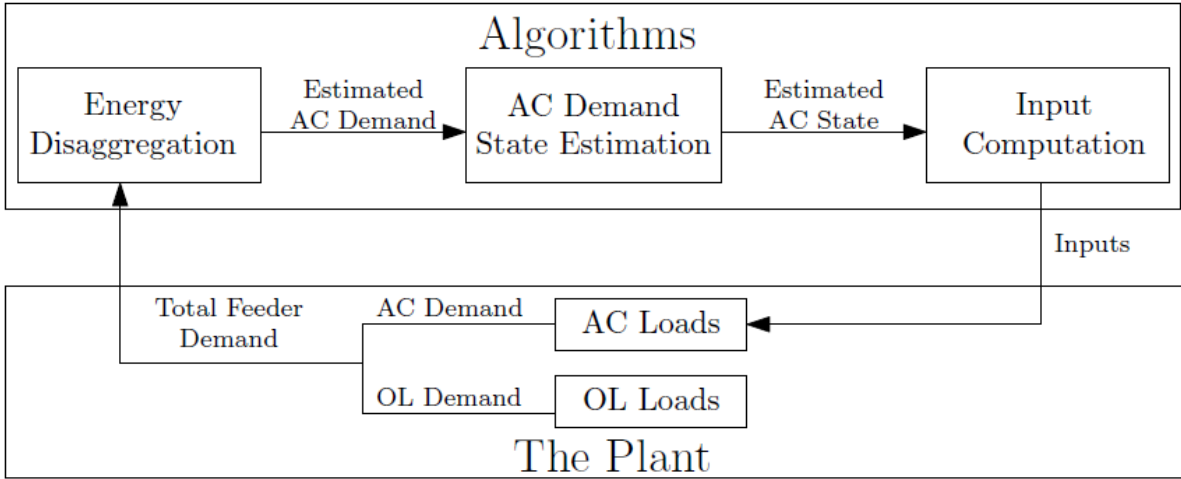 Algorithms
Energy
Disaggregation
Estimated
AC Demand
AC Demand
State Estimation
Estimated
AC State
Input
Computation
Inputs
Total Feeder
Demand
AC Demand
AC Loads
OL Demand
OL Loads
The Plant